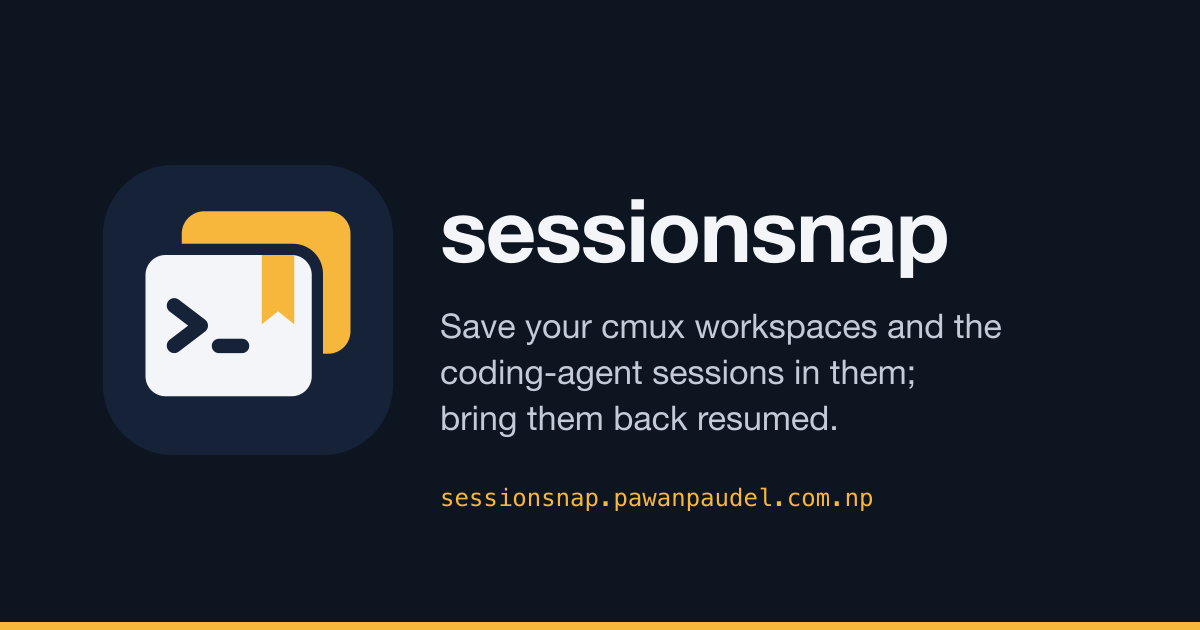 >_
sessionsnap
Save your cmux workspaces and the
coding-agent sessions in them;
bring them back resumed.
sessionsnap.pawanpaudel.com.np